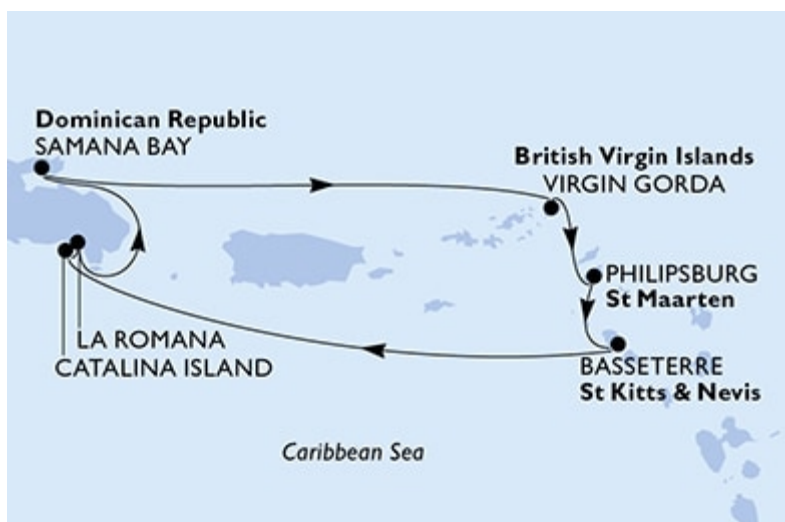 Dominican Republic
SAMANA BAY
British Virgin Islands
VIRGIN GORDA
PHILIPSBURG
St Maarten
LA ROMANA
CATALINA ISLAND
BASSETERRE
St Kitts & Nevis
Caribbean Sea